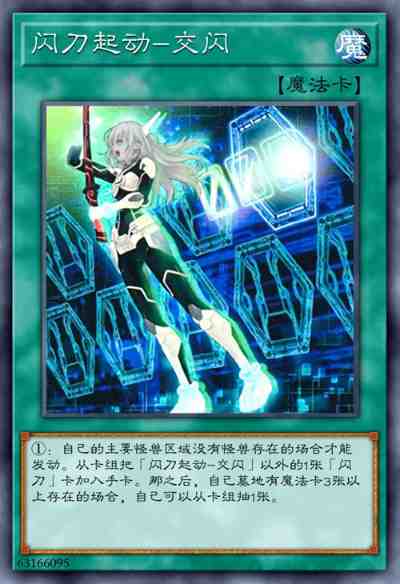 闪刀起动-交闪
魔
【魔法卡】
①：自己的主要怪兽区域没有怪兽存在的场合才能
发动。从卡组把「闪刀起动-交闪」以外的1张「闪
刀」卡加入手卡。那之后，自己墓地有魔法卡3张以
上存在的场合，自己可以从卡组抽1张。
63166095